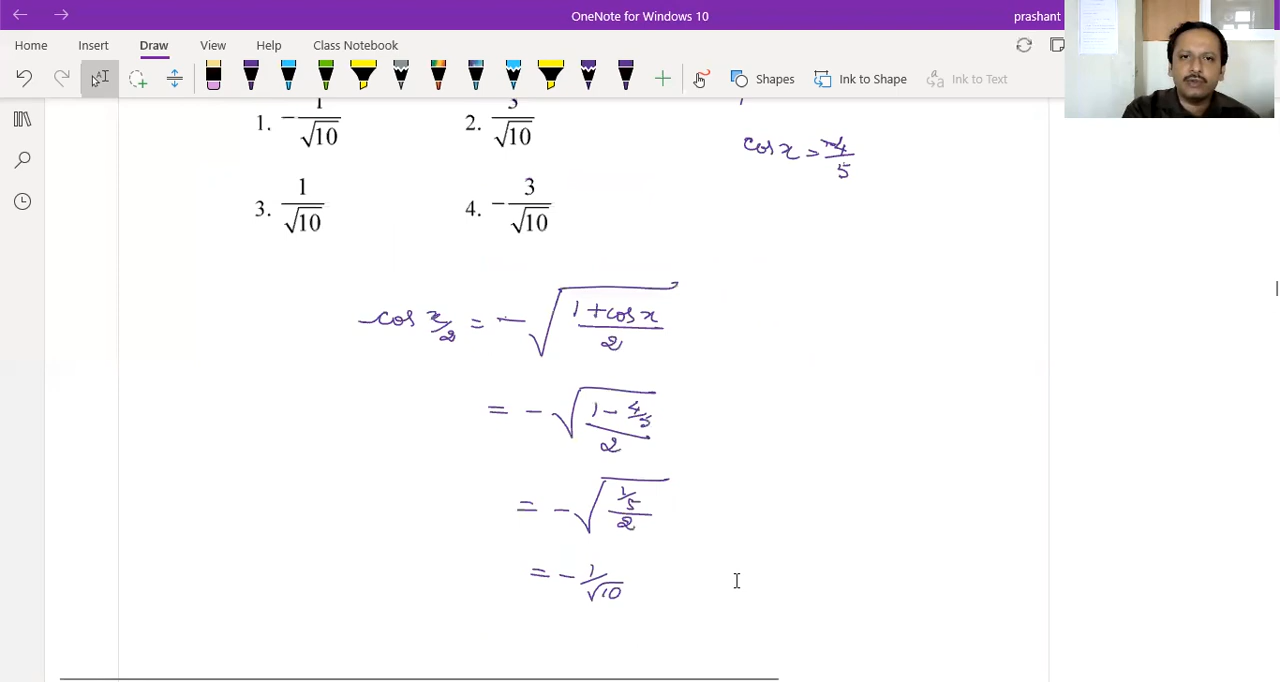 OneNote for Windows 10
prashant
Home Insert Draw View Help Class Notebook
Shapes Ink to Shape Ink to Text
1. -1/√10 2. 3/√10
cos x = -4/5
3. 1/√10 4. -3/√10
cos x/2 = -√((1+cos x)/2)
= -√((1-4/5)/2)
= -√((1/5)/2)
= -1/√10